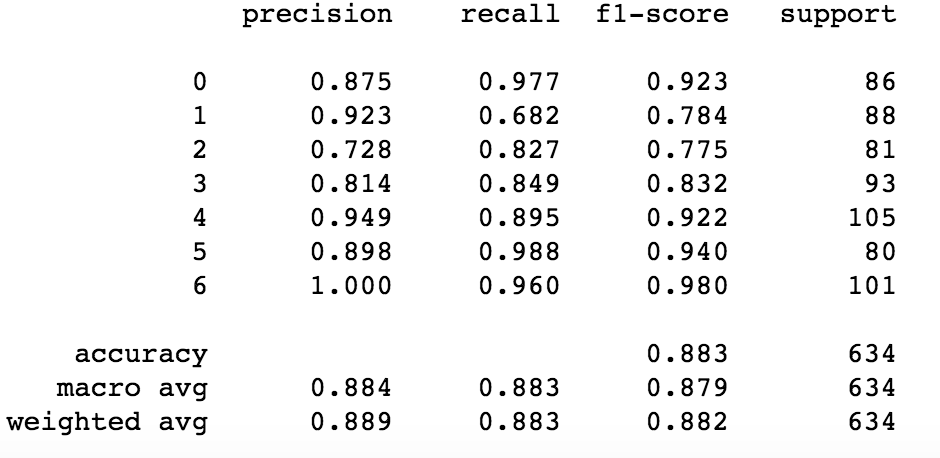 precision recall f1-score support
0 0.875 0.977 0.923 86
1 0.923 0.682 0.784 88
2 0.728 0.827 0.775 81
3 0.814 0.849 0.832 93
4 0.949 0.895 0.922 105
5 0.898 0.988 0.940 80
6 1.000 0.960 0.980 101
accuracy 0.883 634
macro avg 0.884 0.883 0.879 634
weighted avg 0.889 0.883 0.882 634